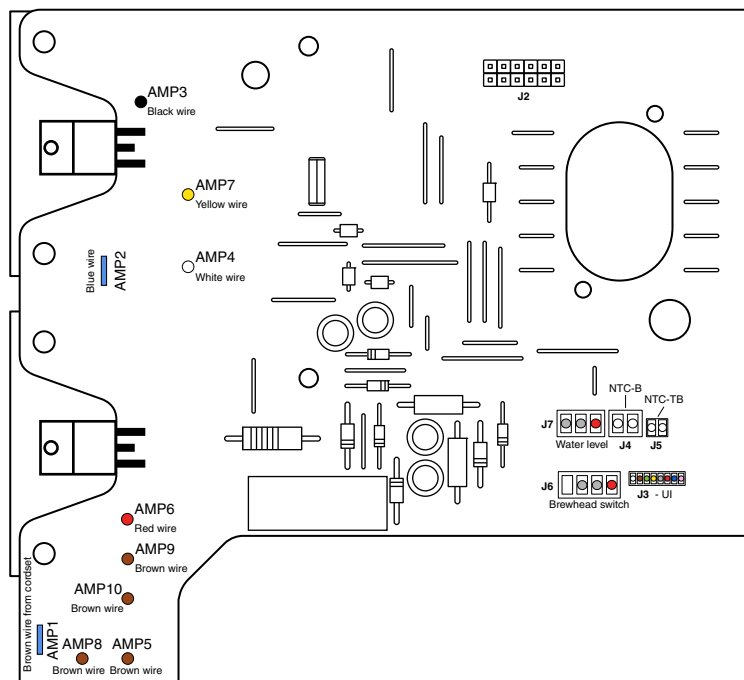 AMP3
Black wire
J2
AMP7
Yellow wire
AMP4
White wire
Blue wire
AMP2
NTC-B
NTC-TB
J7
Water level
J4
J5
J6
Brewhead switch
J3 - UI
AMP6
Red wire
AMP9
Brown wire
AMP10
Brown wire
Brown wire from cordset
AMP1
AMP8
Brown wire
AMP5
Brown wire